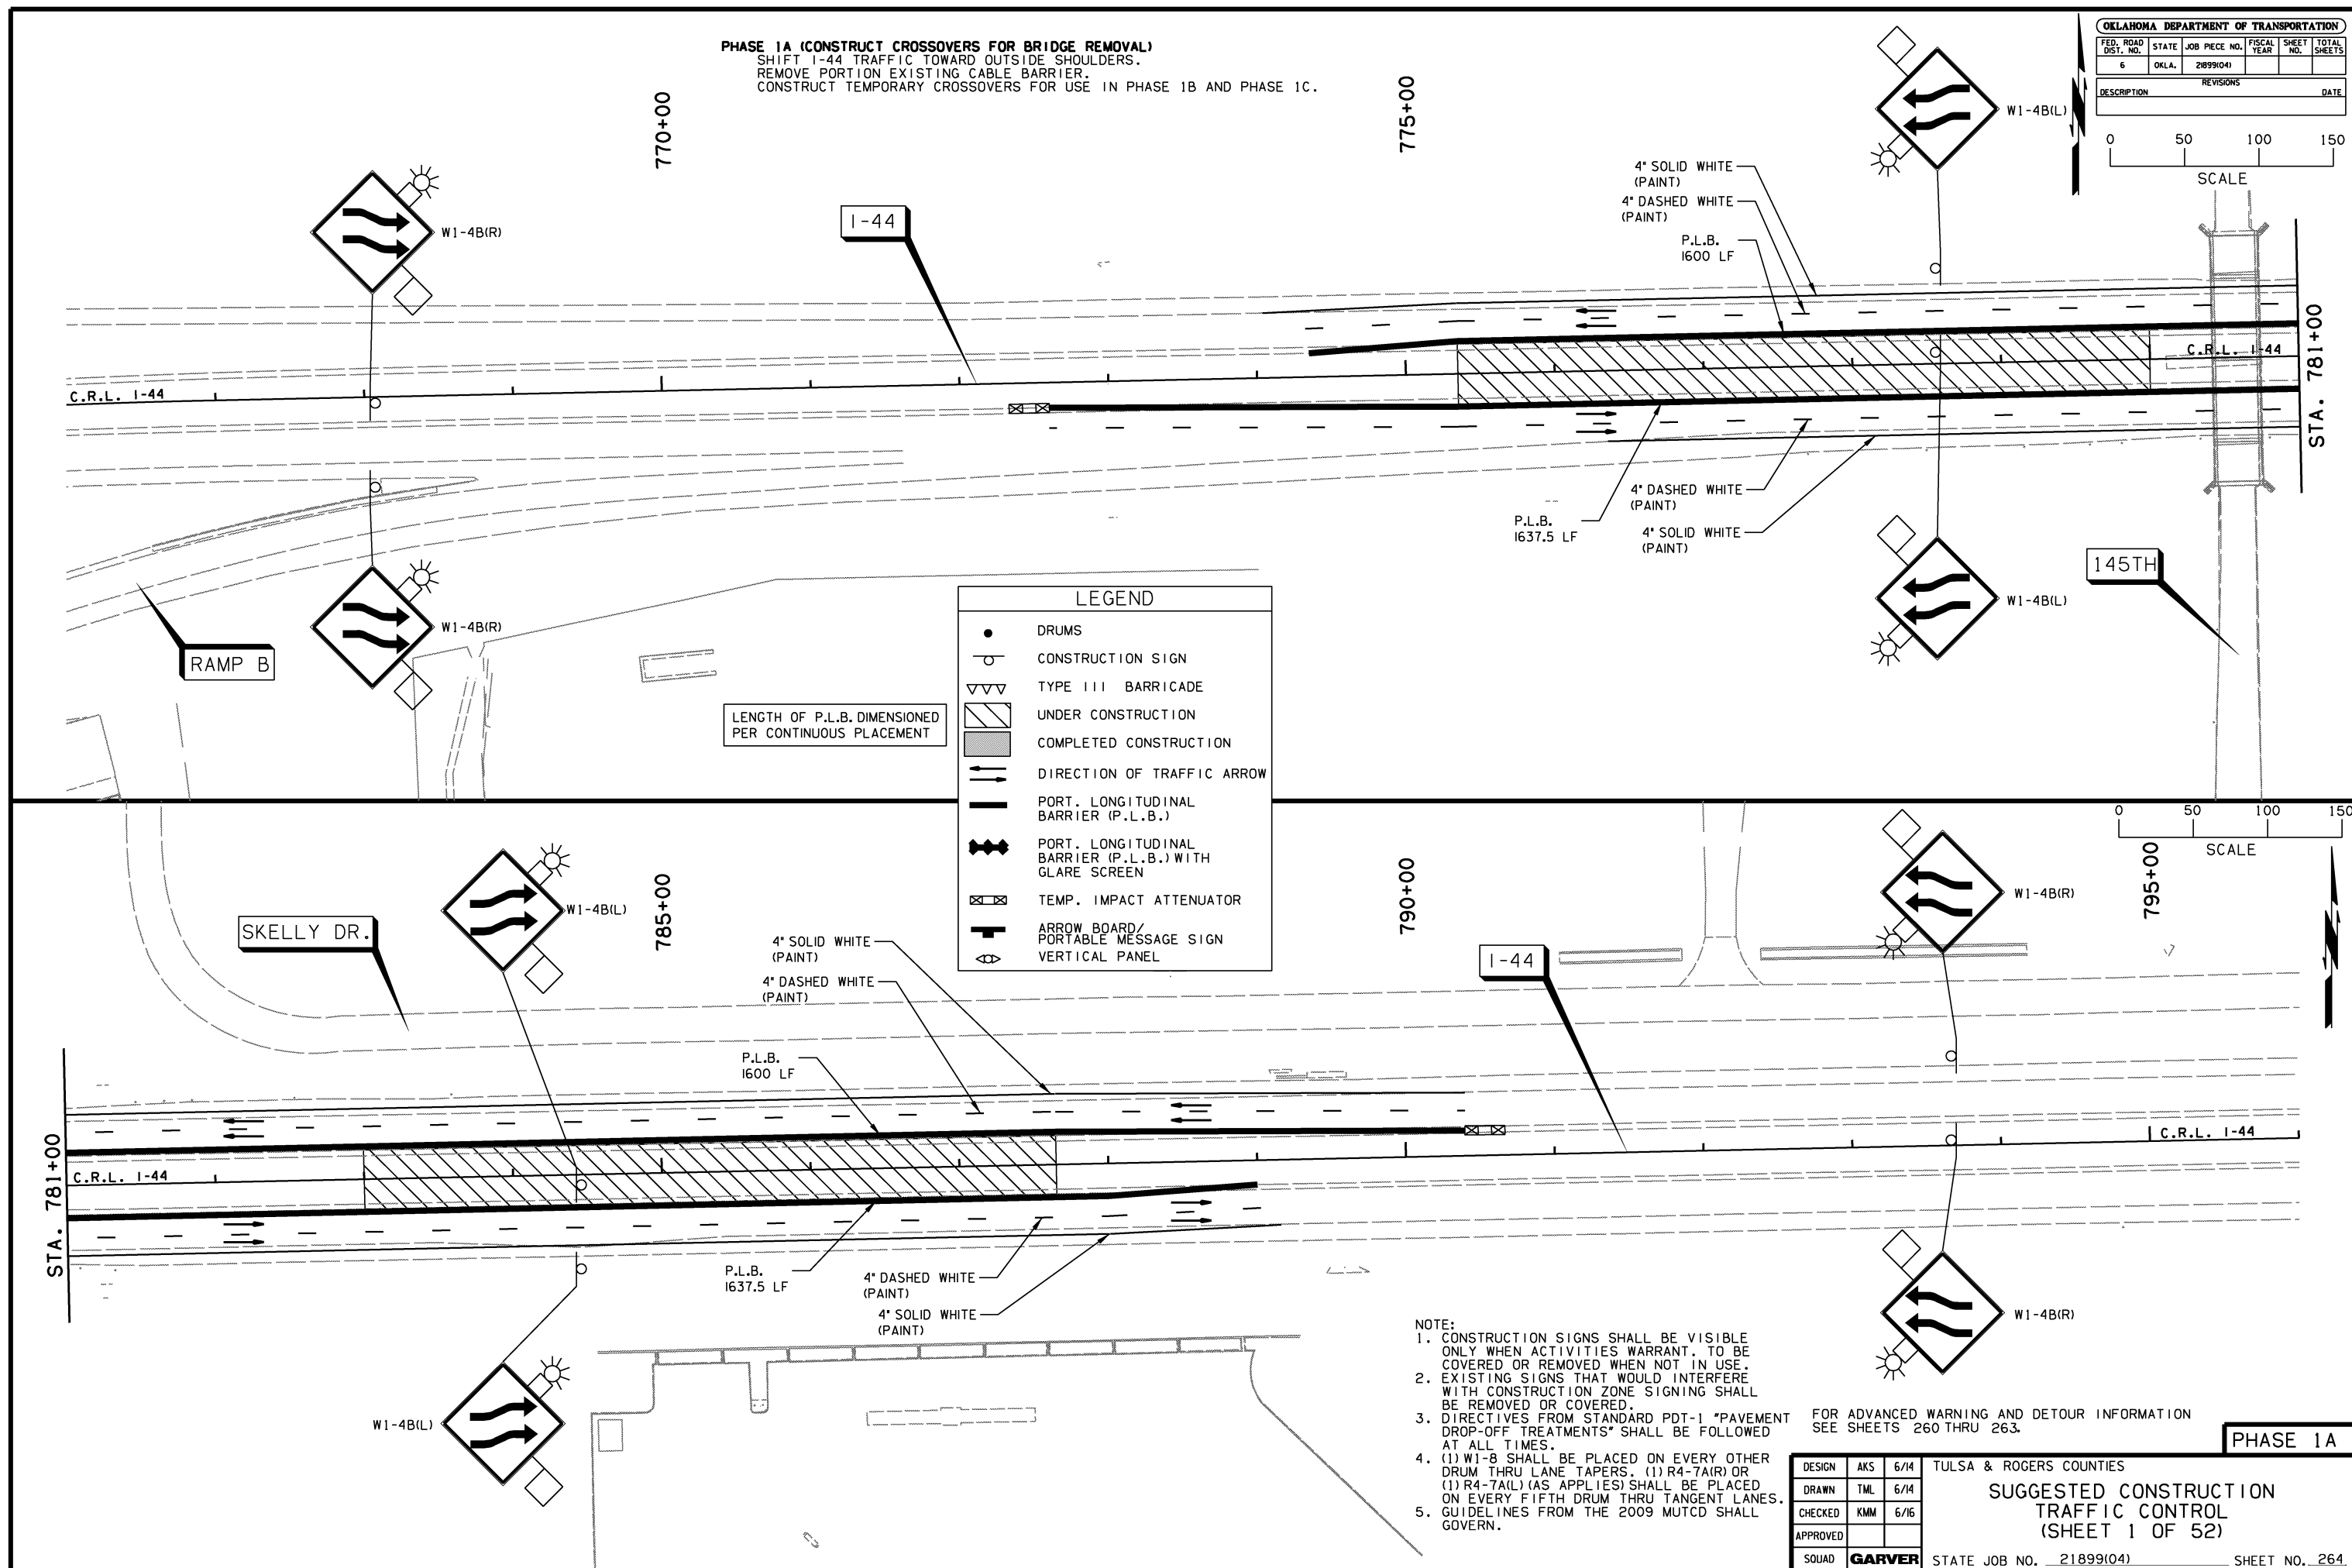 PHASE 1A (CONSTRUCT CROSSOVERS FOR BRIDGE REMOVAL)
SHIFT I-44 TRAFFIC TOWARD OUTSIDE SHOULDERS.
REMOVE PORTION EXISTING CABLE BARRIER.
CONSTRUCT TEMPORARY CROSSOVERS FOR USE IN PHASE 1B AND PHASE 1C.
OKLAHOMA DEPARTMENT OF TRANSPORTATION
FED. ROAD DIST. NO. STATE JOB PIECE NO. FISCAL YEAR SHEET NO. TOTAL SHEETS
6 OKLA. 21899(04)
REVISIONS
DESCRIPTION DATE
0 50 100 150
SCALE
770+00
775+00
W1-4B(R)
I-44
W1-4B(L)
4" SOLID WHITE
(PAINT)
4" DASHED WHITE
(PAINT)
P.L.B.
1600 LF
C.R.L. I-44
C.R.L. I-44
STA. 781+00
4" DASHED WHITE
(PAINT)
P.L.B.
1637.5 LF
4" SOLID WHITE
(PAINT)
W1-4B(R)
W1-4B(L)
145TH
RAMP B
LENGTH OF P.L.B. DIMENSIONED
PER CONTINUOUS PLACEMENT
LEGEND
DRUMS
CONSTRUCTION SIGN
TYPE III BARRICADE
UNDER CONSTRUCTION
COMPLETED CONSTRUCTION
DIRECTION OF TRAFFIC ARROW
PORT. LONGITUDINAL
BARRIER (P.L.B.)
PORT. LONGITUDINAL
BARRIER (P.L.B.) WITH
GLARE SCREEN
TEMP. IMPACT ATTENUATOR
ARROW BOARD/
PORTABLE MESSAGE SIGN
VERTICAL PANEL
0 50 100 150
SCALE
785+00
790+00
795+00
SKELLY DR.
W1-4B(L)
4" SOLID WHITE
(PAINT)
4" DASHED WHITE
(PAINT)
I-44
W1-4B(R)
P.L.B.
1600 LF
STA. 781+00
C.R.L. I-44
C.R.L. I-44
P.L.B.
1637.5 LF
4" DASHED WHITE
(PAINT)
4" SOLID WHITE
(PAINT)
W1-4B(L)
W1-4B(R)
NOTE:
1. CONSTRUCTION SIGNS SHALL BE VISIBLE
ONLY WHEN ACTIVITIES WARRANT. TO BE
COVERED OR REMOVED WHEN NOT IN USE.
2. EXISTING SIGNS THAT WOULD INTERFERE
WITH CONSTRUCTION ZONE SIGNING SHALL
BE REMOVED OR COVERED.
3. DIRECTIVES FROM STANDARD PDT-1 "PAVEMENT
DROP-OFF TREATMENTS" SHALL BE FOLLOWED
AT ALL TIMES.
4. (1) W1-8 SHALL BE PLACED ON EVERY OTHER
DRUM THRU LANE TAPERS. (1) R4-7A(R) OR
(1) R4-7A(L) (AS APPLIES) SHALL BE PLACED
ON EVERY FIFTH DRUM THRU TANGENT LANES.
5. GUIDELINES FROM THE 2009 MUTCD SHALL
GOVERN.
FOR ADVANCED WARNING AND DETOUR INFORMATION
SEE SHEETS 260 THRU 263.
PHASE 1A
DESIGN AKS 6/14
DRAWN TML 6/14
CHECKED KMM 6/16
APPROVED
SQUAD GARVER
TULSA & ROGERS COUNTIES
SUGGESTED CONSTRUCTION
TRAFFIC CONTROL
(SHEET 1 OF 52)
STATE JOB NO. 21899(04) SHEET NO. 264